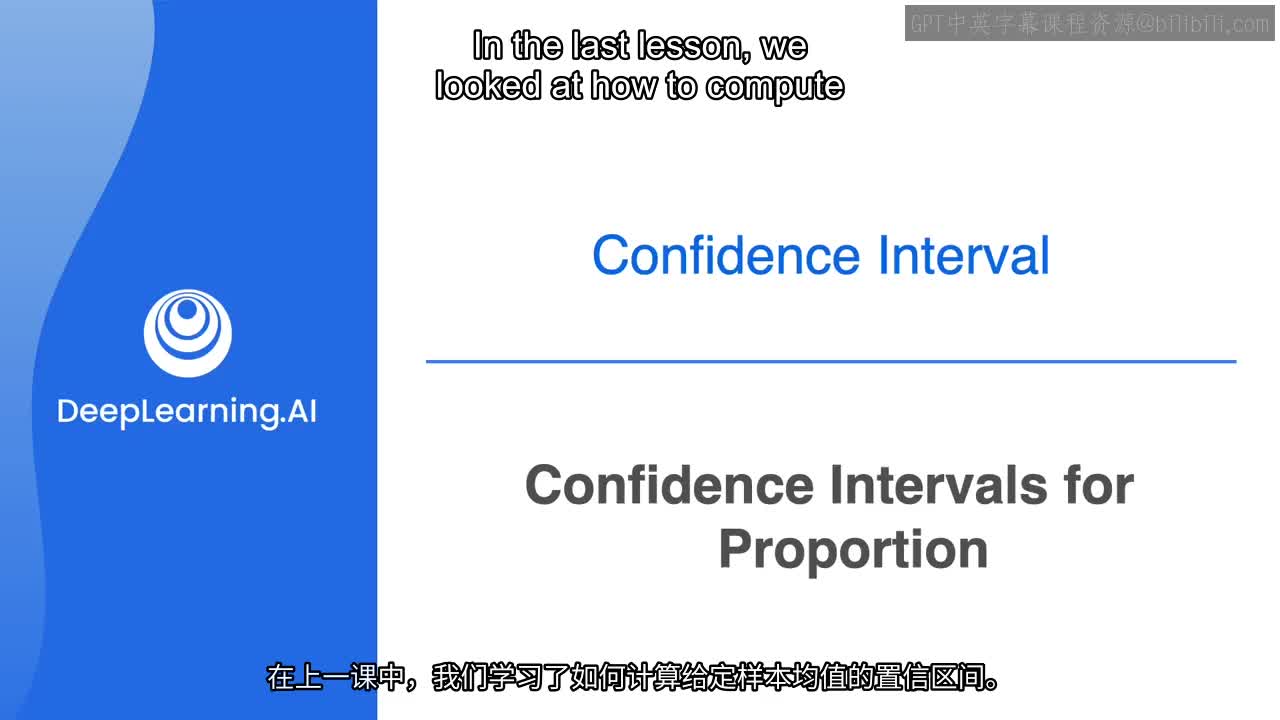 GPT中英字幕课程资源@bilibili.com
In the last lesson, we
looked at how to compute
Confidence Interval
DeepLearning.AI
Confidence Intervals for
Proportion
在上一课中，我们学习了如何计算给定样本均值的置信区间。